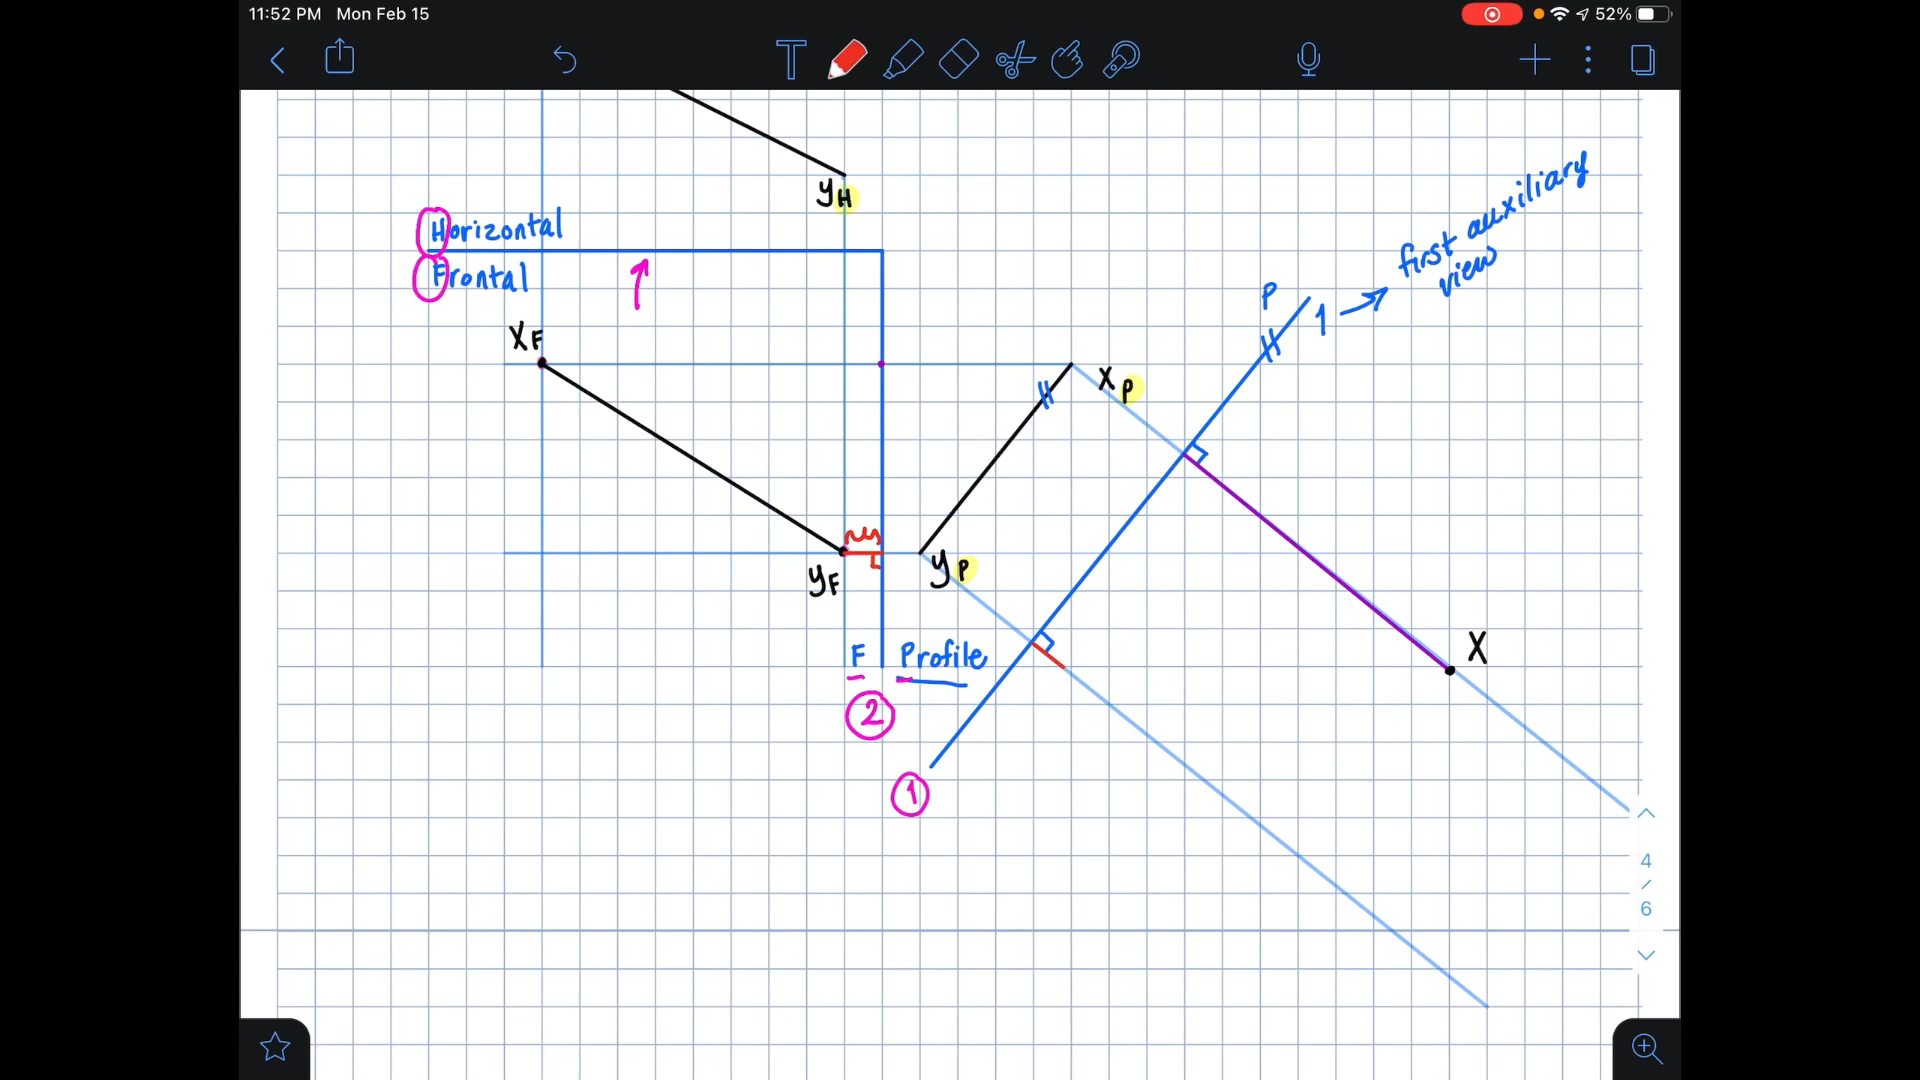 11:52 PM Mon Feb 15
52%
T
yH
Horizontal
Frontal
first auxiliary
view
P
1
XF
XP
yF
yP
F Profile
X
2
1
4
/
6